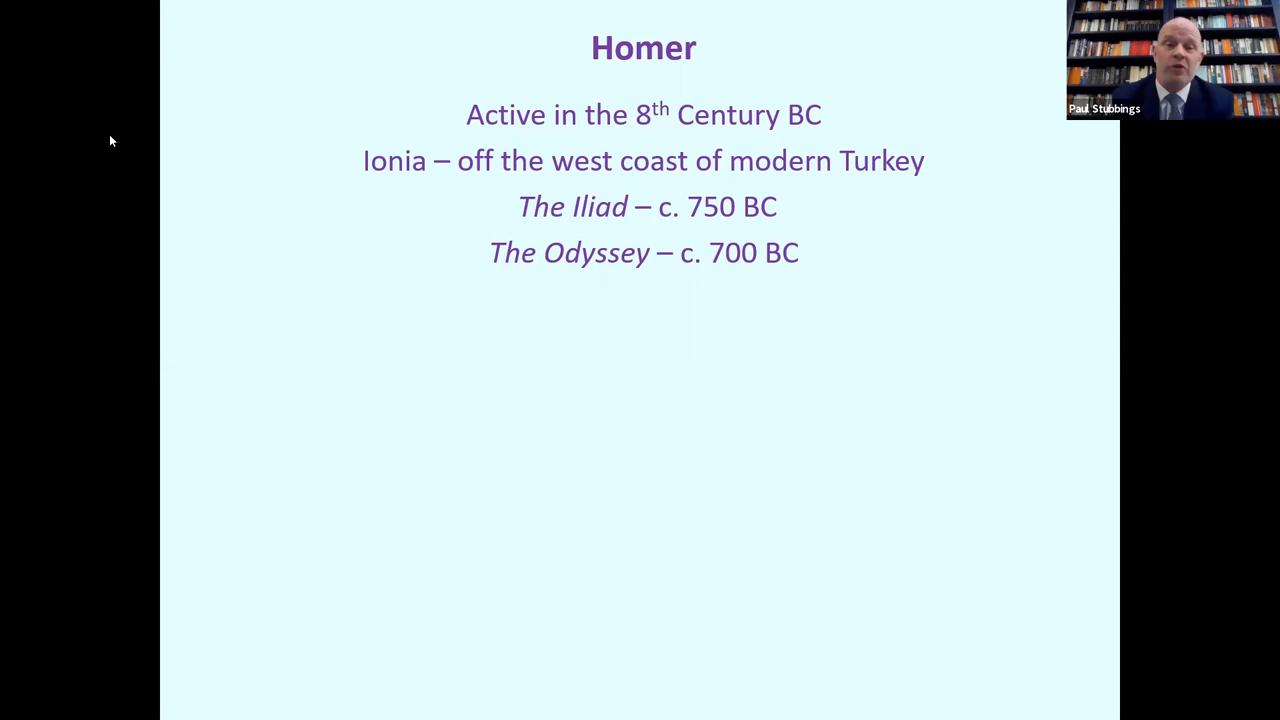 Homer
Active in the 8th Century BC
Ionia – off the west coast of modern Turkey
The Iliad – c. 750 BC
The Odyssey – c. 700 BC
Paul Stubbings